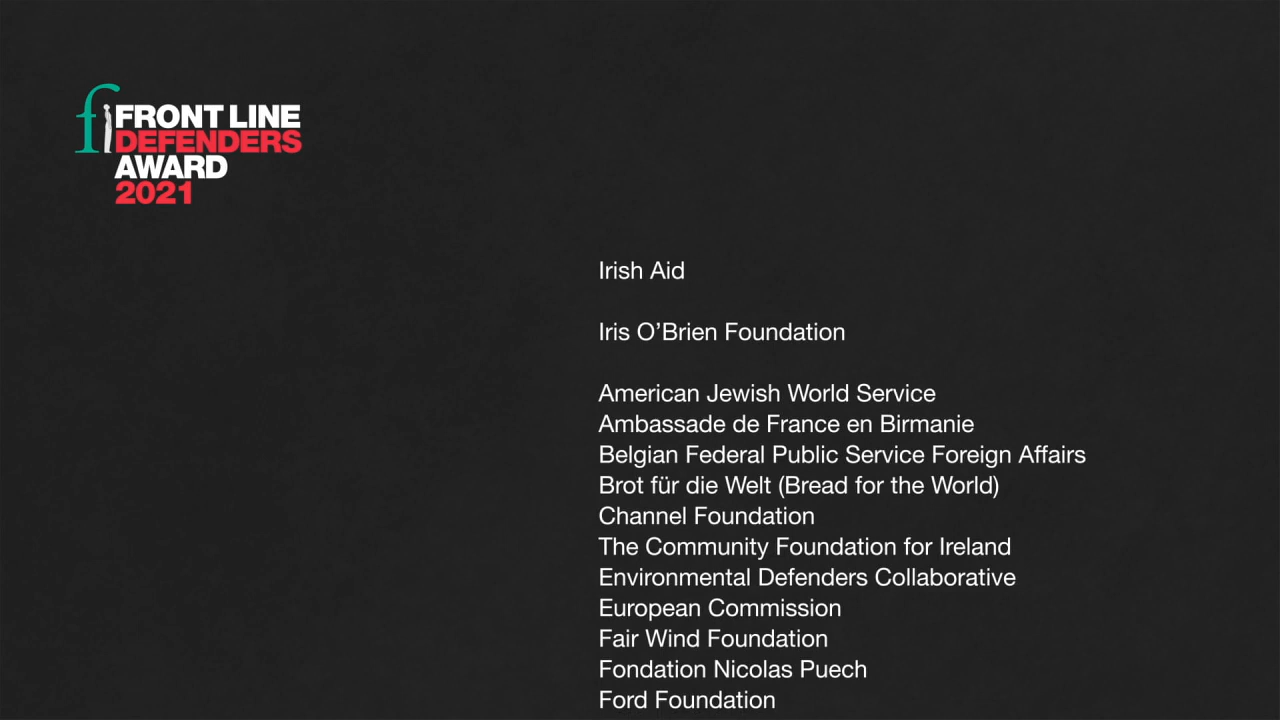 FRONT LINE
DEFENDERS
AWARD
2021
Irish Aid
Iris O’Brien Foundation
American Jewish World Service
Ambassade de France en Birmanie
Belgian Federal Public Service Foreign Affairs
Brot für die Welt (Bread for the World)
Channel Foundation
The Community Foundation for Ireland
Environmental Defenders Collaborative
European Commission
Fair Wind Foundation
Fondation Nicolas Puech
Ford Foundation